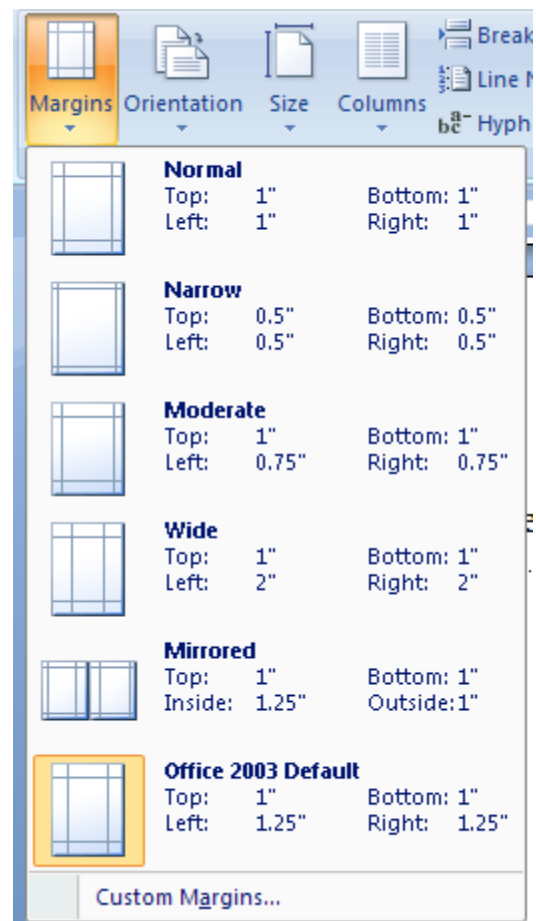 Break
Line N
Margins Orientation Size Columns
bc a- Hyph
Normal
Top: 1" Bottom: 1"
Left: 1" Right: 1"
Narrow
Top: 0.5" Bottom: 0.5"
Left: 0.5" Right: 0.5"
Moderate
Top: 1" Bottom: 1"
Left: 0.75" Right: 0.75"
Wide
Top: 1" Bottom: 1"
Left: 2" Right: 2"
Mirrored
Top: 1" Bottom: 1"
Inside: 1.25" Outside:1"
Office 2003 Default
Top: 1" Bottom: 1"
Left: 1.25" Right: 1.25"
Custom Margins...